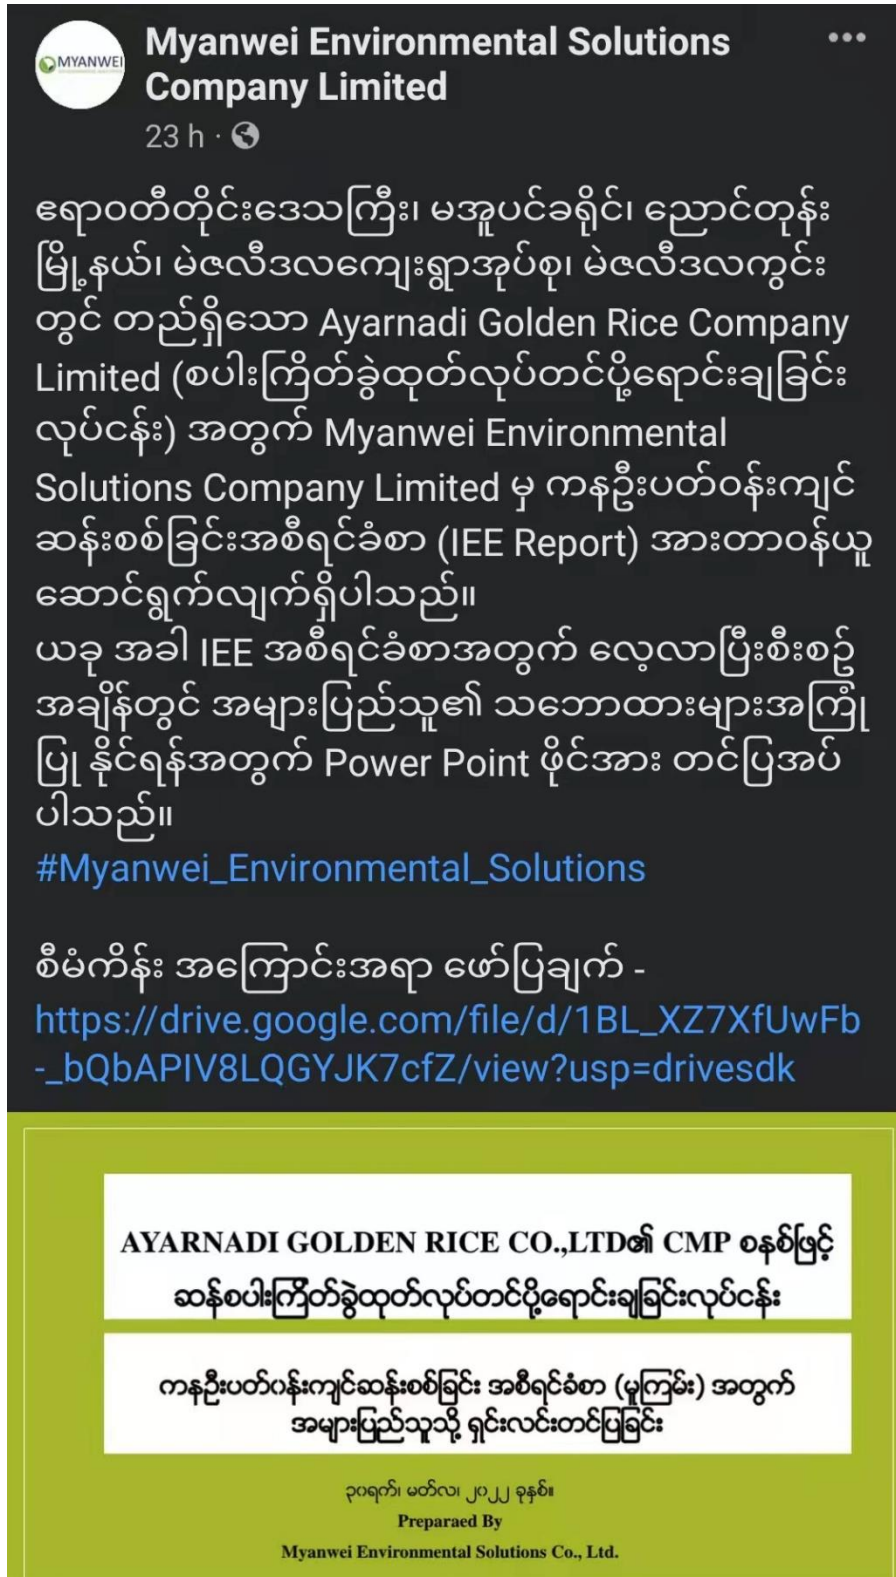 MYANWEI
Myanwei Environmental Solutions
Company Limited
23 h ·
ဧရာဝတီတိုင်းဒေသကြီး၊ မအူပင်ခရိုင်၊ ညောင်တုန်း
မြို့နယ်၊ မဲဇလီဒလကျေးရွာအုပ်စု၊ မဲဇလီဒလကွင်း
တွင် တည်ရှိသော Ayarnadi Golden Rice Company
Limited (စပါးကြိတ်ခွဲထုတ်လုပ်တင်ပို့ရောင်းချခြင်း
လုပ်ငန်း) အတွက် Myanwei Environmental
Solutions Company Limited မှ ကနဦးပတ်ဝန်းကျင်
ဆန်းစစ်ခြင်းအစီရင်ခံစာ (IEE Report) အားတာဝန်ယူ
ဆောင်ရွက်လျက်ရှိပါသည်။
ယခု အခါ IEE အစီရင်ခံစာအတွက် လေ့လာပြီးစီးစဥ်
အချိန်တွင် အများပြည်သူ၏ သဘောထားများအကြံ
ပြု နိုင်ရန်အတွက် Power Point ဖိုင်အား တင်ပြအပ်
ပါသည်။
#Myanwei_Environmental_Solutions
စီမံကိန်း အကြောင်းအရာ ဖော်ပြချက် -
https://drive.google.com/file/d/1BL_XZ7XfUwFb
-_bQbAPIV8LQGYJK7cfZ/view?usp=drivesdk
AYARNADI GOLDEN RICE CO.,LTD၏ CMP စနစ်ဖြင့်
ဆန်စပါးကြိတ်ခွဲထုတ်လုပ်တင်ပို့ရောင်းချခြင်းလုပ်ငန်း
ကနဦးပတ်ဝန်းကျင်ဆန်းစစ်ခြင်း အစီရင်ခံစာ (မူကြမ်း) အတွက်
အများပြည်သူသို့ ရှင်းလင်းတင်ပြခြင်း
၃၀ရက်၊ မတ်လ၊ ၂၀၂၂ ခုနှစ်။
Preparaed By
Myanwei Environmental Solutions Co., Ltd.